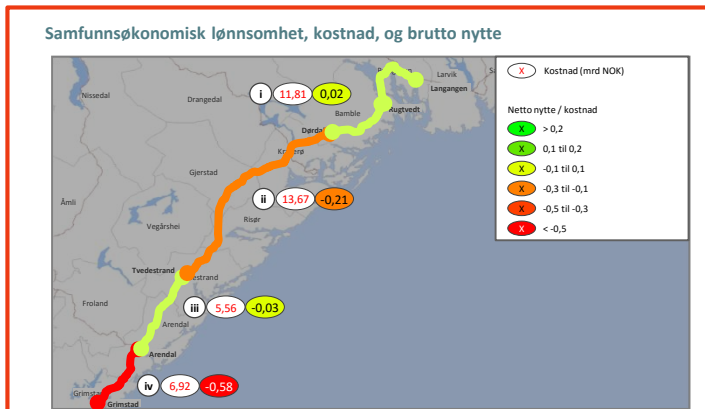 Samfunnsøkonomisk lønnsomhet, kostnad, og brutto nytte
Nissedal
Drangedal
Larvik
Langangen
i 11,81 0,02
Bamble
Rugtvedt
Dørdal
X Kostnad (mrd NOK)
Netto nytte / kostnad
X > 0,2
X 0,1 til 0,2
X -0,1 til 0,1
X -0,3 til -0,1
X -0,5 til -0,3
X < -0,5
Gjerstad
Åmli
ii 13,67 -0,21
Risør
Vegårshei
Tvedestrand
Froland
iii 5,56 -0,03
Arendal
Arendal
iv 6,92 -0,58
Grimstad